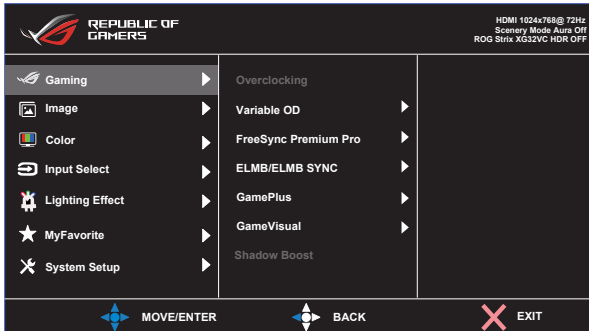 REPUBLIC OF
GAMERS
HDMI 1024x768@ 72Hz
Scenery Mode Aura Off
ROG Strix XG32VC HDR OFF
Gaming
Image
Color
Input Select
Lighting Effect
MyFavorite
System Setup
Overclocking
Variable OD
FreeSync Premium Pro
ELMB/ELMB SYNC
GamePlus
GameVisual
Shadow Boost
MOVE/ENTER
BACK
EXIT